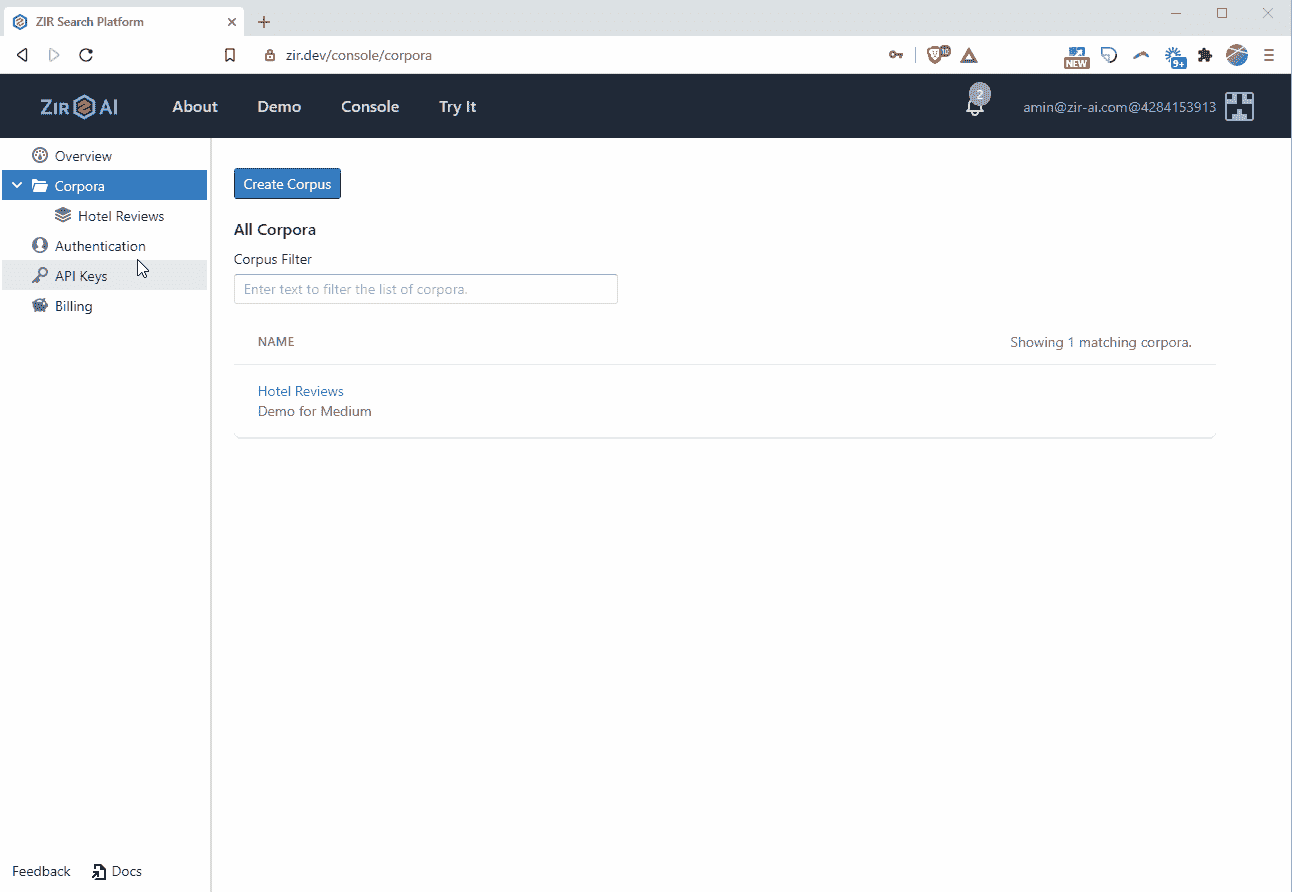 ZIR Search Platform
zir.dev/console/corpora
16
NEW
9+
ZIR AI
About
Demo
Console
Try It
2
amin@zir-ai.com@4284153913
Overview
Corpora
Hotel Reviews
Authentication
API Keys
Billing
Create Corpus
All Corpora
Corpus Filter
Enter text to filter the list of corpora.
NAME
Showing 1 matching corpora.
Hotel Reviews
Demo for Medium
Feedback
Docs